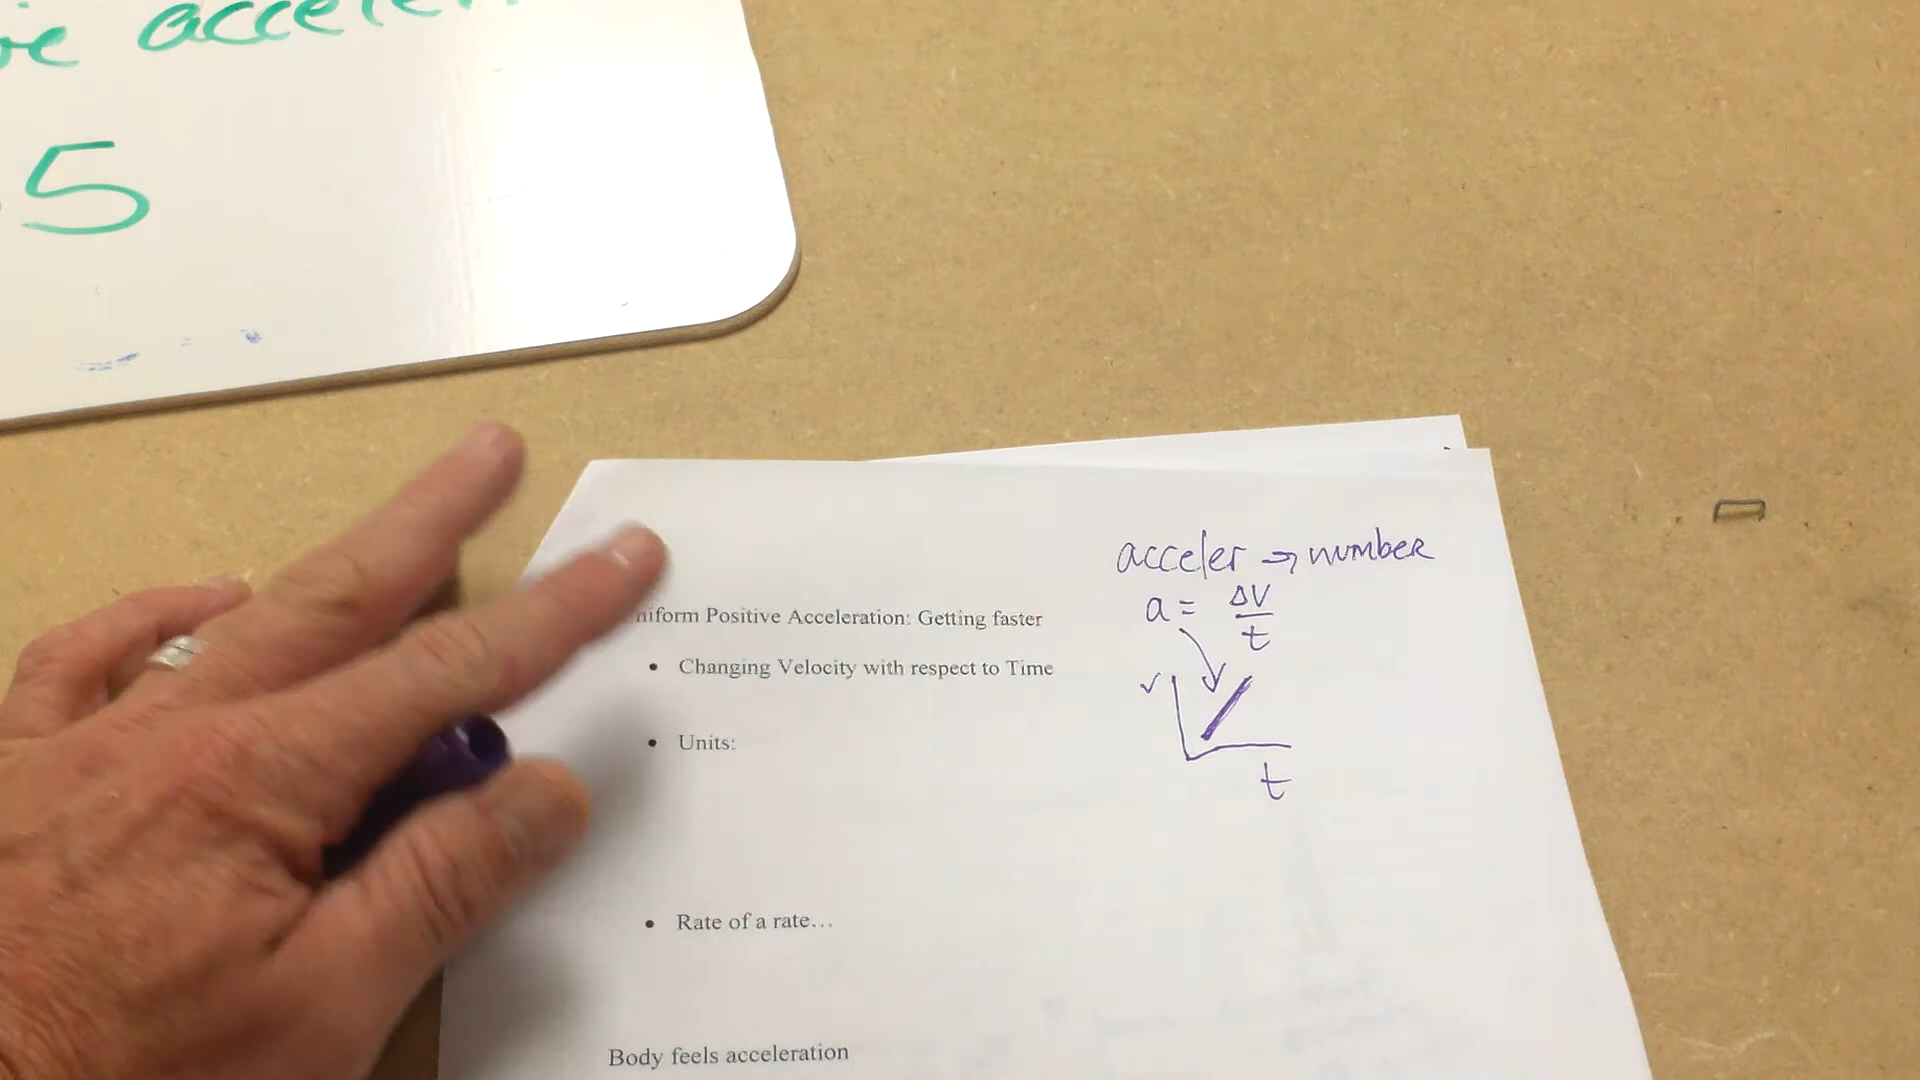 acceler
5
acceler → number
a = ΔV
t
niform Positive Acceleration: Getting faster
• Changing Velocity with respect to Time
v
• Units:
t
• Rate of a rate...
Body feels acceleration